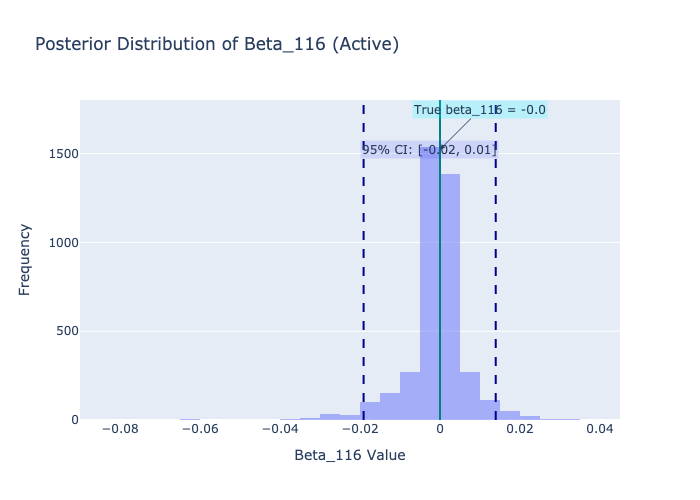 Posterior Distribution of Beta_116 (Active)
True beta_116 = -0.0
95% CI: [-0.02, 0.01]
1500
1000
500
0
Frequency
−0.08
−0.06
−0.04
−0.02
0
0.02
0.04
Beta_116 Value